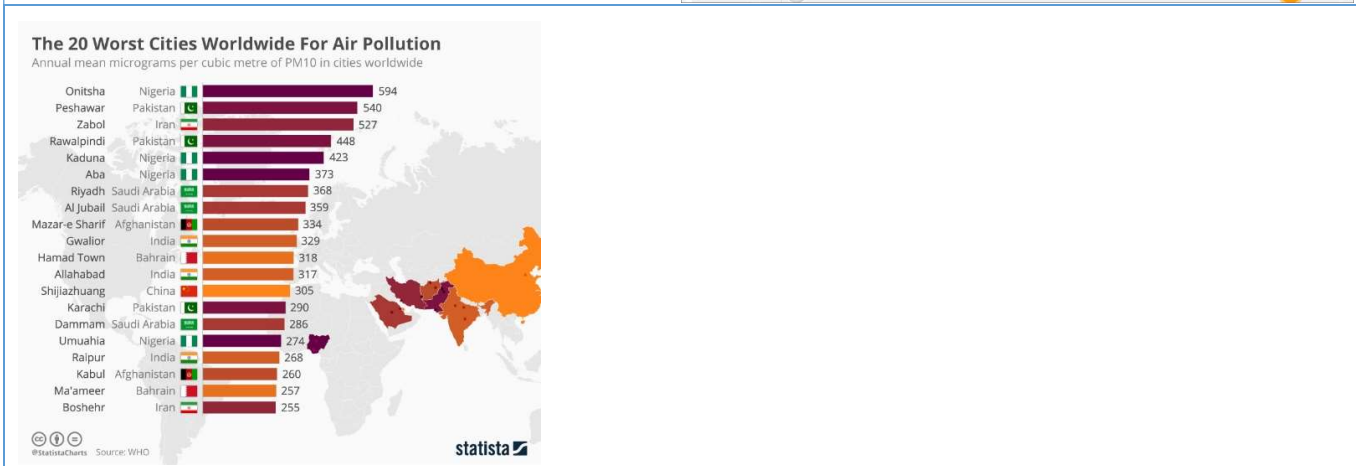 The 20 Worst Cities Worldwide For Air Pollution
Annual mean micrograms per cubic metre of PM10 in cities worldwide
Onitsha Nigeria 594
Peshawar Pakistan 540
Zabol Iran 527
Rawalpindi Pakistan 448
Kaduna Nigeria 423
Aba Nigeria 373
Riyadh Saudi Arabia 368
Al Jubail Saudi Arabia 359
Mazar-e Sharif Afghanistan 334
Gwalior India 329
Hamad Town Bahrain 318
Allahabad India 317
Shijiazhuang China 305
Karachi Pakistan 290
Dammam Saudi Arabia 286
Umuahia Nigeria 274
Raipur India 268
Kabul Afghanistan 260
Ma'ameer Bahrain 257
Boshehr Iran 255
cc
@StatistaCharts Source: WHO
statista